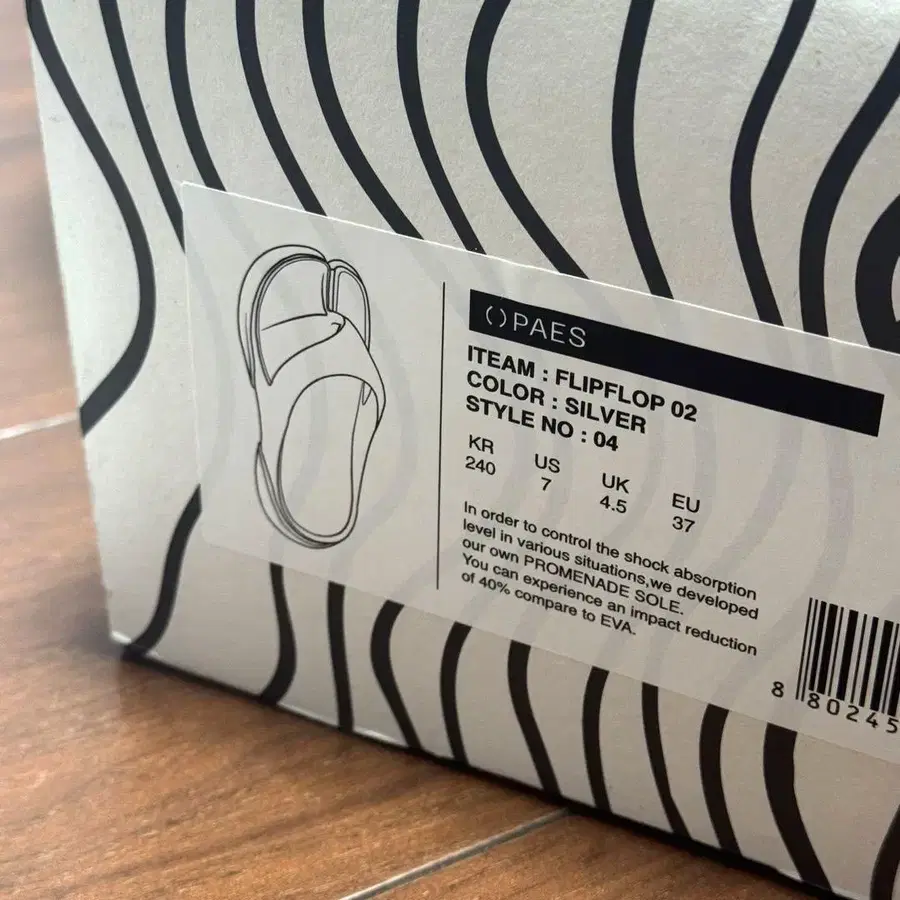 ()PAES
ITEAM : FLIPFLOP 02
COLOR : SILVER
STYLE NO : 04
KR US UK EU
240 7 4.5 37
In order to control the shock absorption
level in various situations,we developed
our own PROMENADE SOLE.
You can experience an impact reduction
of 40% compare to EVA.
8 80245